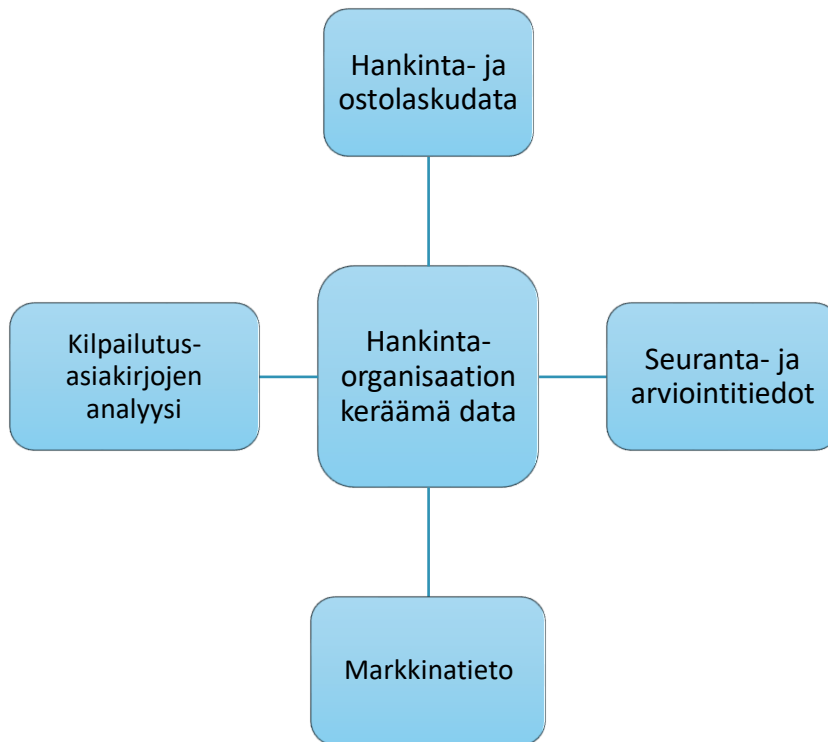 Hankinta- ja
ostolaskudata
Kilpailutus-
asiakirjojen
analyysi
Hankinta-
organisaation
keräämä data
Seuranta- ja
arviointitiedot
Markkinatieto